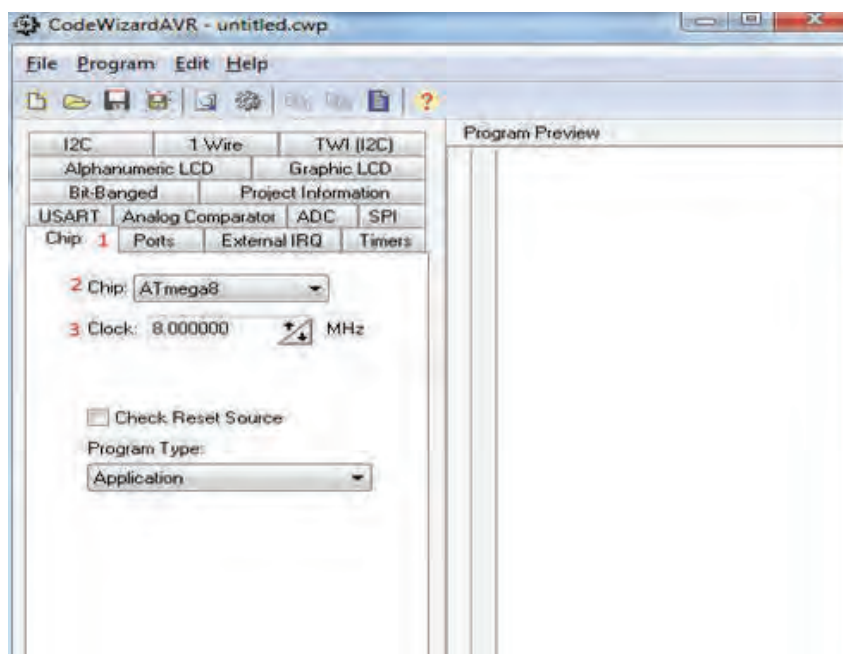 CodeWizardAVR - untitled.cwp
File Program Edit Help
?
I2C 1 Wire TWI (I2C)
Alphanumeric LCD Graphic LCD
Bit-Banged Project Information
USART Analog Comparator ADC SPI
Chip 1 Ports External IRQ Timers
2 Chip: ATmega8
3 Clock: 8.000000 MHz
Check Reset Source
Program Type:
Application
Program Preview